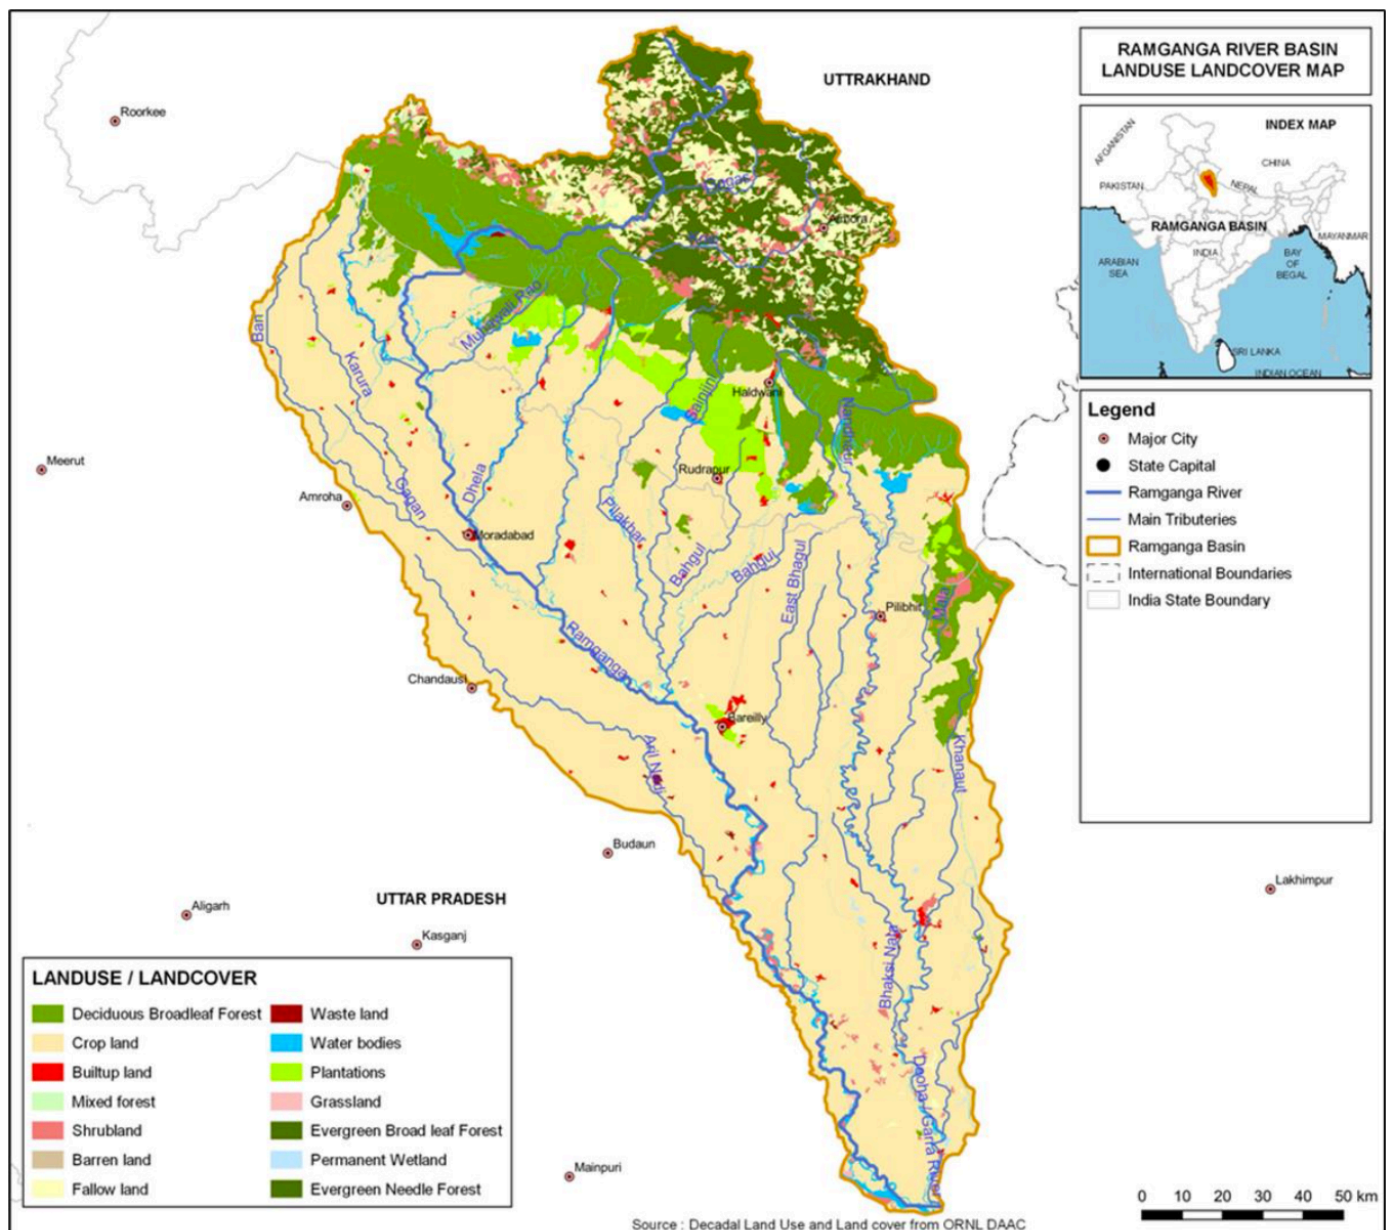 RAMGANGA RIVER BASIN
LANDUSE LANDCOVER MAP
INDEX MAP
AFGANISTAN
CHINA
PAKISTAN
NEPAL
RAMGANGA BASIN
MAYANMAR
INDIA
ARABIAN
SEA
BAY
OF
BEGAL
SRI LANKA
INDIAN OCEAN
Legend
Major City
State Capital
Ramganga River
Main Tributeries
Ramganga Basin
International Boundaries
India State Boundary
UTTRAKHAND
Roorkee
Ban
Karura
Haldwani
Nandhaur
Meerut
Rudrapur
Amroha
Gagan
Dhela
Moradabad
Pilakhar
Bahgul
Bahgul
East Bhagul
Pilibhit
Mala
Ramganga
Chandausi
Bareilly
Aril Nadi
Khanaut
Budaun
Lakhimpur
UTTAR PRADESH
Aligarh
Kasganj
Bhaksi Nala
Deoha / Garra River
Mainpuri
LANDUSE / LANDCOVER
Deciduous Broadleaf Forest
Crop land
Builtup land
Mixed forest
Shrubland
Barren land
Fallow land
Waste land
Water bodies
Plantations
Grassland
Evergreen Broad leaf Forest
Permanent Wetland
Evergreen Needle Forest
0 10 20 30 40 50 km
Source : Decadal Land Use and Land cover from ORNL DAAC